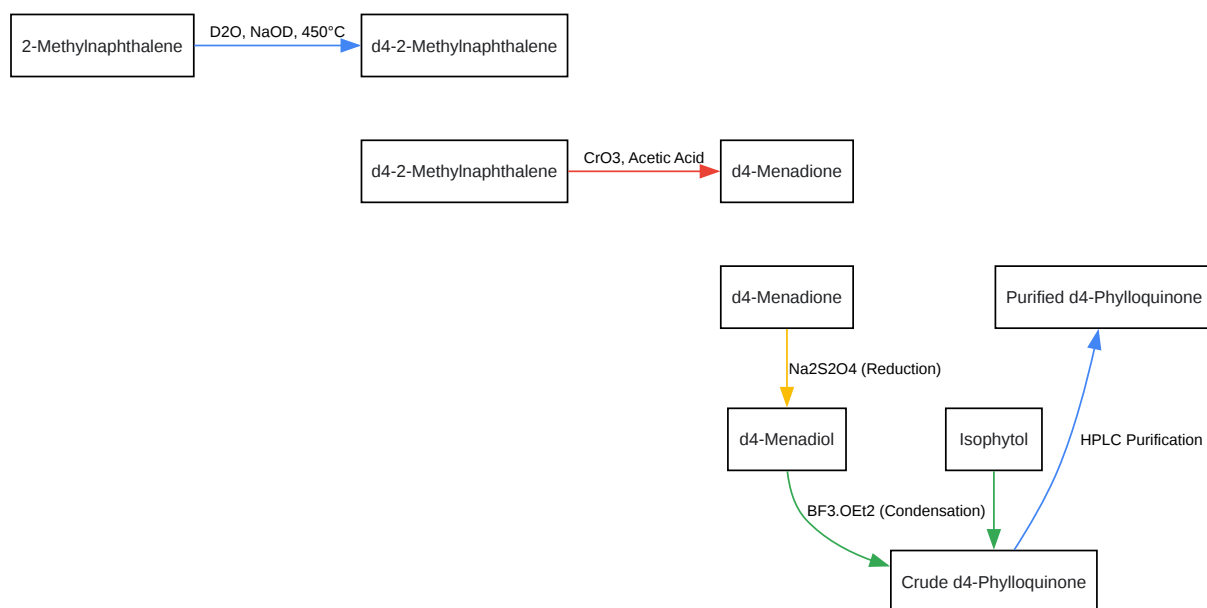 2-Methylnaphthalene
D2O, NaOD, 450°C
d4-2-Methylnaphthalene
d4-2-Methylnaphthalene
CrO3, Acetic Acid
d4-Menadione
d4-Menadione
Purified d4-Phylloquinone
Na2S2O4 (Reduction)
d4-Menadiol
Isophytol
HPLC Purification
BF3.OEt2 (Condensation)
Crude d4-Phylloquinone